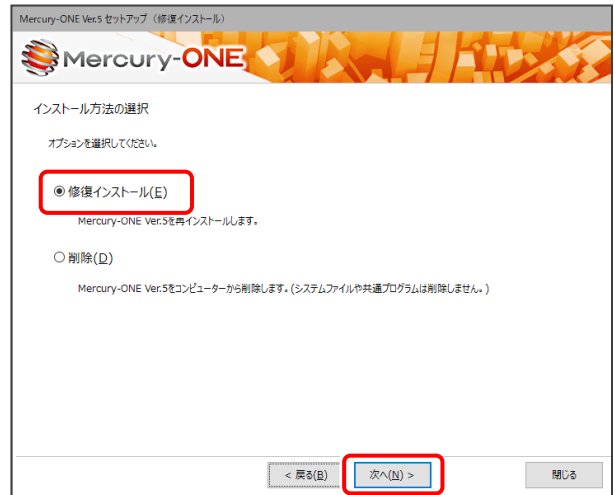 Mercury-ONE Ver.5 セットアップ（修復インストール）
Mercury-ONE
インストール方法の選択
オプションを選択してください。
修復インストール(E)
Mercury-ONE Ver.5を再インストールします。
削除(D)
Mercury-ONE Ver.5をコンピューターから削除します。(システムファイルや共通プログラムは削除しません。)
< 戻る(B) 次へ(N) > 閉じる